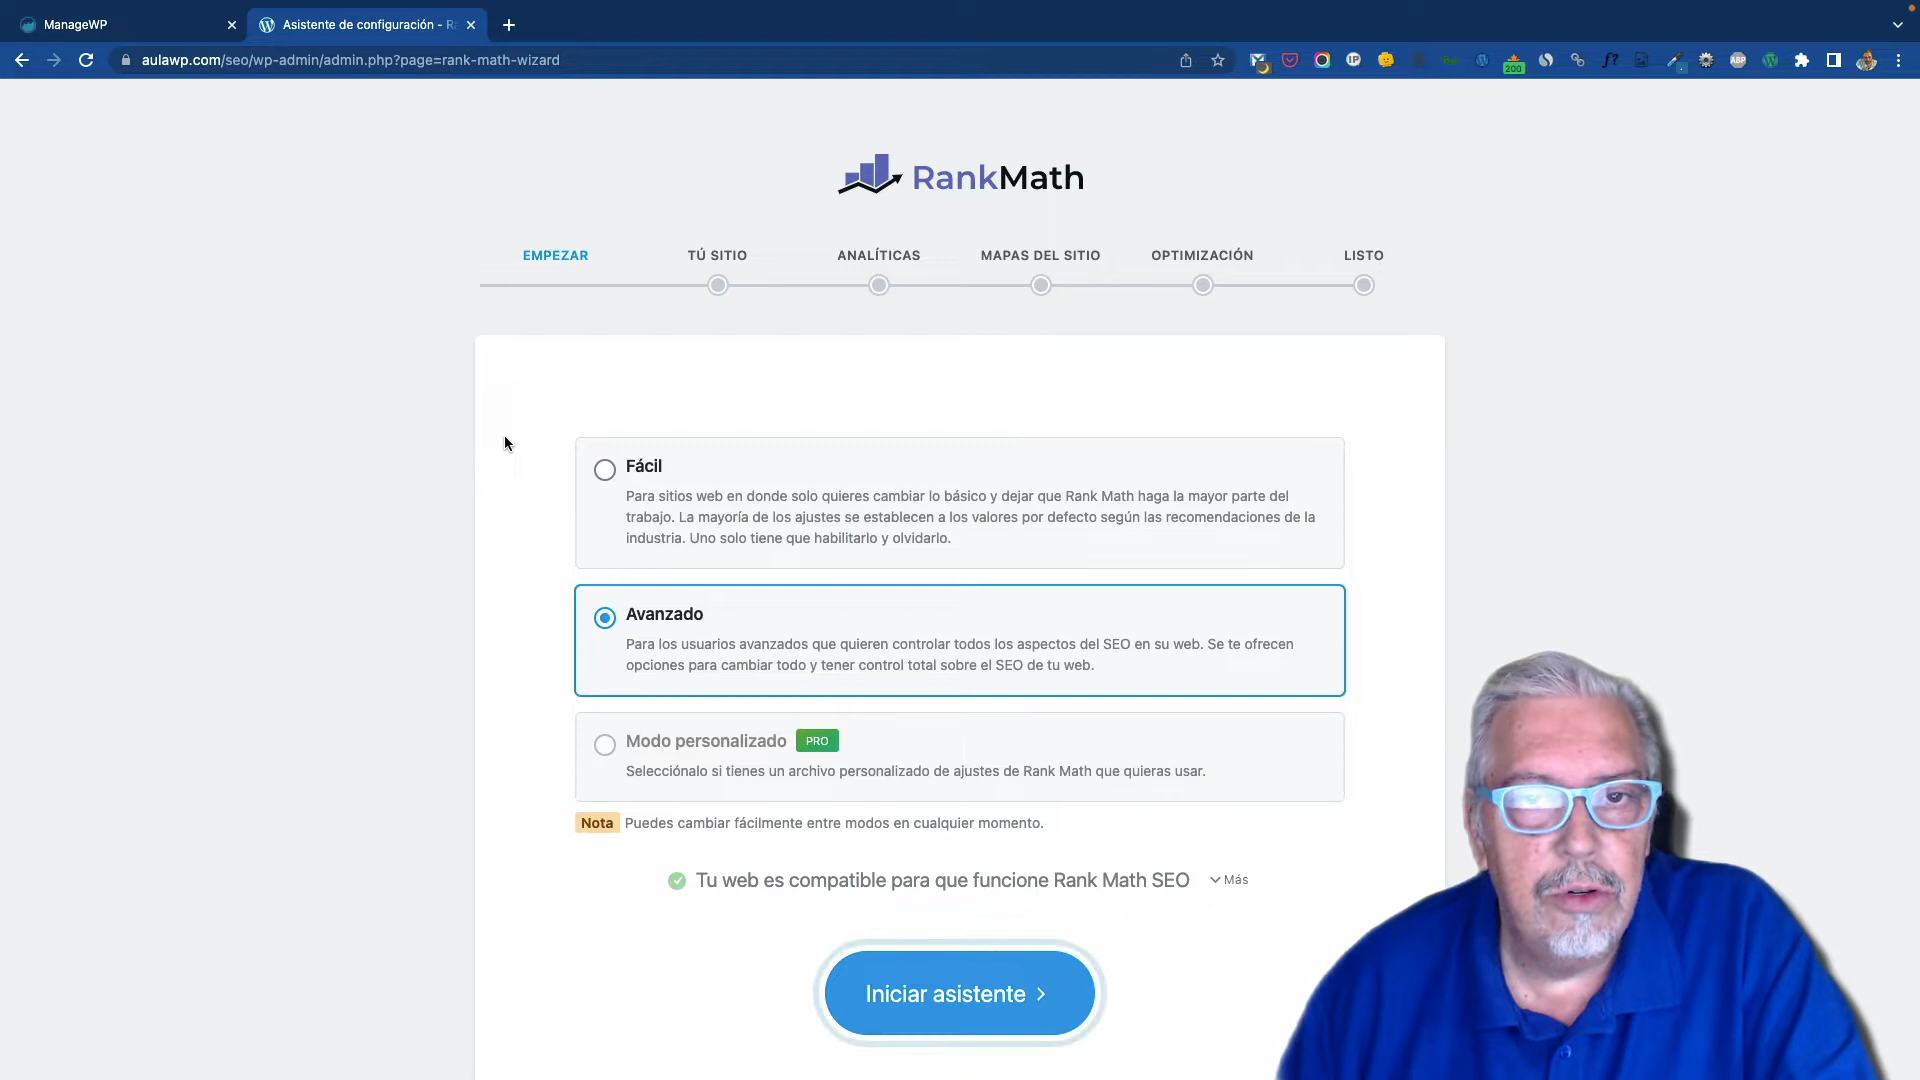 ManageWP
Asistente de configuración - R
aulawp.com/seo/wp-admin/admin.php?page=rank-math-wizard
200
RankMath
EMPEZAR
TÚ SITIO
ANALÍTICAS
MAPAS DEL SITIO
OPTIMIZACIÓN
LISTO
Fácil
Para sitios web en donde solo quieres cambiar lo básico y dejar que Rank Math haga la mayor parte del
trabajo. La mayoría de los ajustes se establecen a los valores por defecto según las recomendaciones de la
industria. Uno solo tiene que habilitarlo y olvidarlo.
Avanzado
Para los usuarios avanzados que quieren controlar todos los aspectos del SEO en su web. Se te ofrecen
opciones para cambiar todo y tener control total sobre el SEO de tu web.
Modo personalizado PRO
Selecciónalo si tienes un archivo personalizado de ajustes de Rank Math que quieras usar.
Nota Puedes cambiar fácilmente entre modos en cualquier momento.
Tu web es compatible para que funcione Rank Math SEO
Más
Iniciar asistente